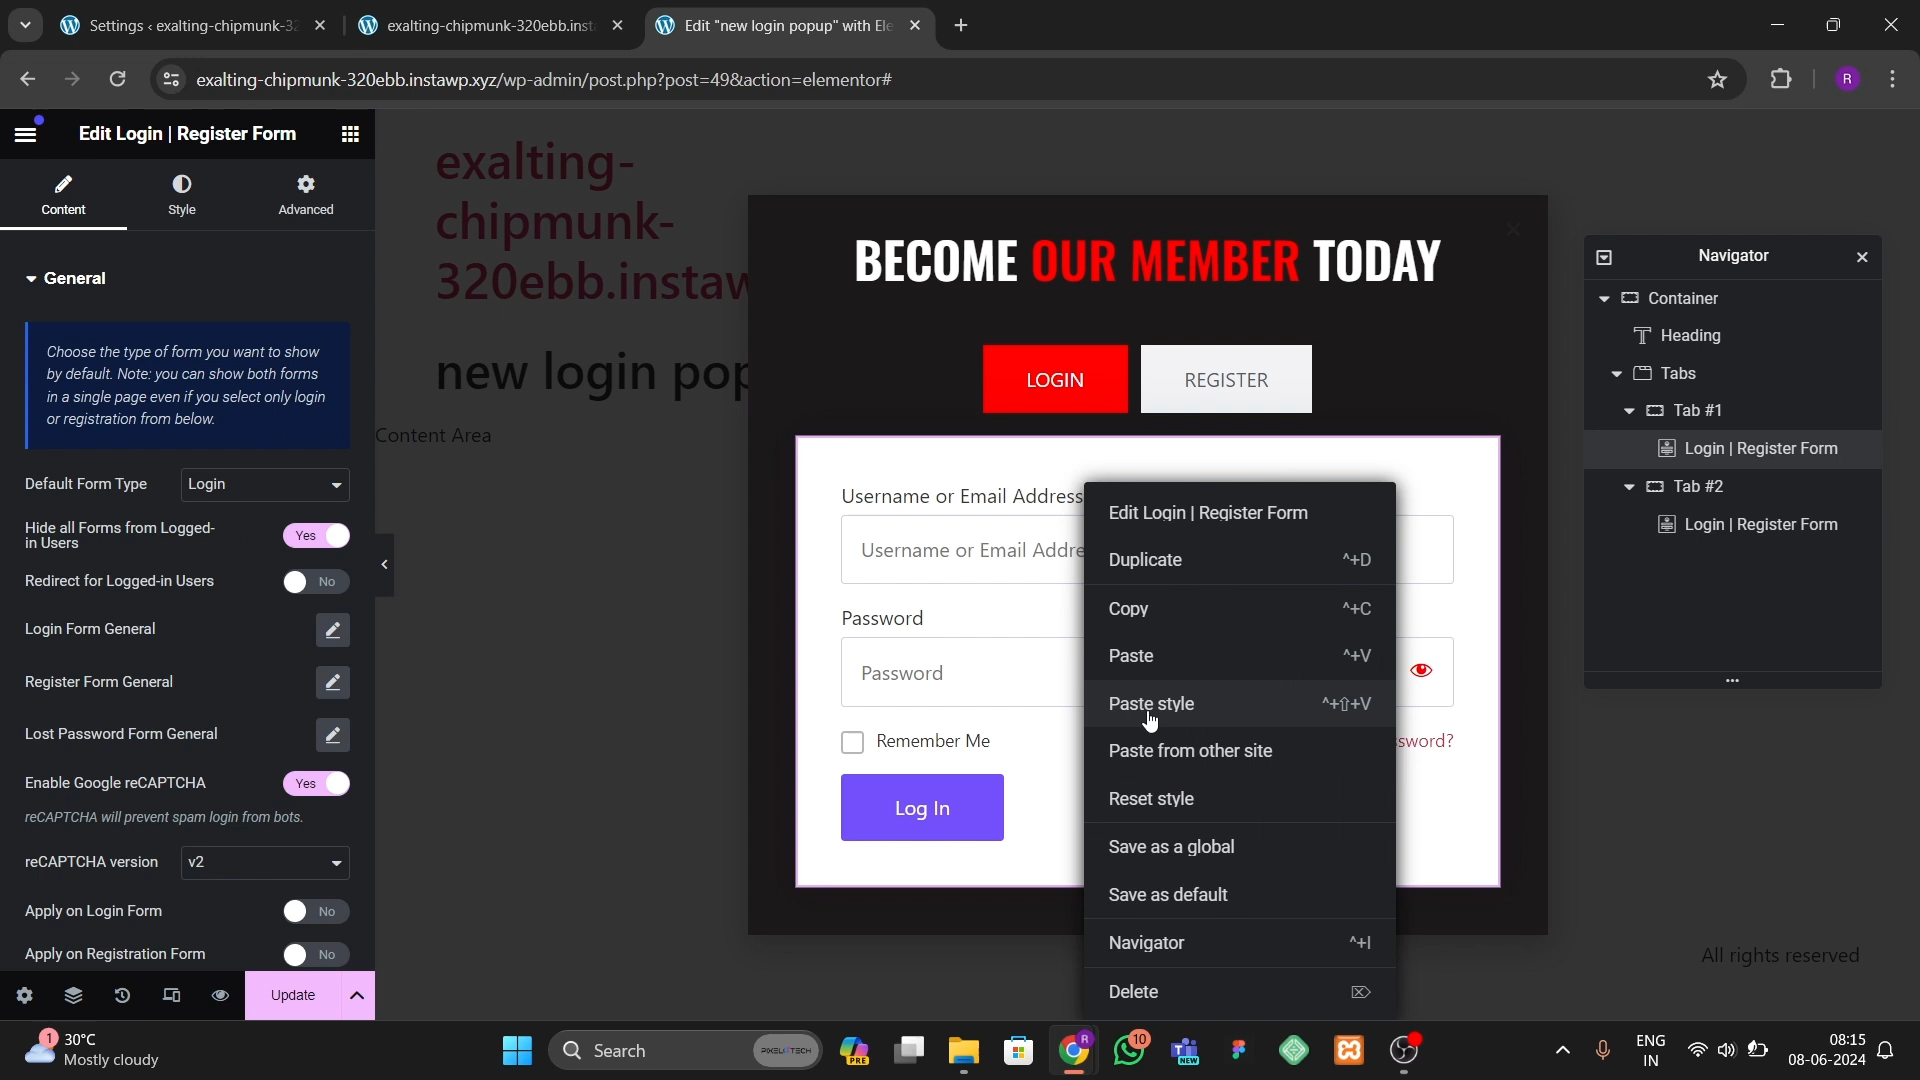 Settings ‹ exalting-chipmunk-32
exalting-chipmunk-320ebb.inst
Edit "new login popup" with Ele
exalting-chipmunk-320ebb.instawp.xyz/wp-admin/post.php?post=49&action=elementor#
R
Edit Login | Register Form
Content
Style
Advanced
General
Choose the type of form you want to show
by default. Note: you can show both forms
in a single page even if you select only login
or registration from below.
Default Form Type
Login
Hide all Forms from Logged-
in Users
Yes
Redirect for Logged-in Users
No
Login Form General
Register Form General
Lost Password Form General
Enable Google reCAPTCHA
Yes
reCAPTCHA will prevent spam login from bots.
reCAPTCHA version
v2
Apply on Login Form
No
Apply on Registration Form
No
Update
exalting-
chipmunk-
320ebb.instaw
new login pop
Content Area
BECOME OUR MEMBER TODAY
LOGIN
REGISTER
Username or Email Address
Username or Email Addre
Password
Password
Remember Me
sword?
Log In
Edit Login | Register Form
Duplicate ^+D
Copy ^+C
Paste ^+V
Paste style ^+⇧+V
Paste from other site
Reset style
Save as a global
Save as default
Navigator ^+I
Delete ⌦
Navigator
Container
Heading
Tabs
Tab #1
Login | Register Form
Tab #2
Login | Register Form
All rights reserved
1
30°C
Mostly cloudy
Search
PIXEL TECH
PRE
R
10
NEW
ENG
IN
08:15
08-06-2024